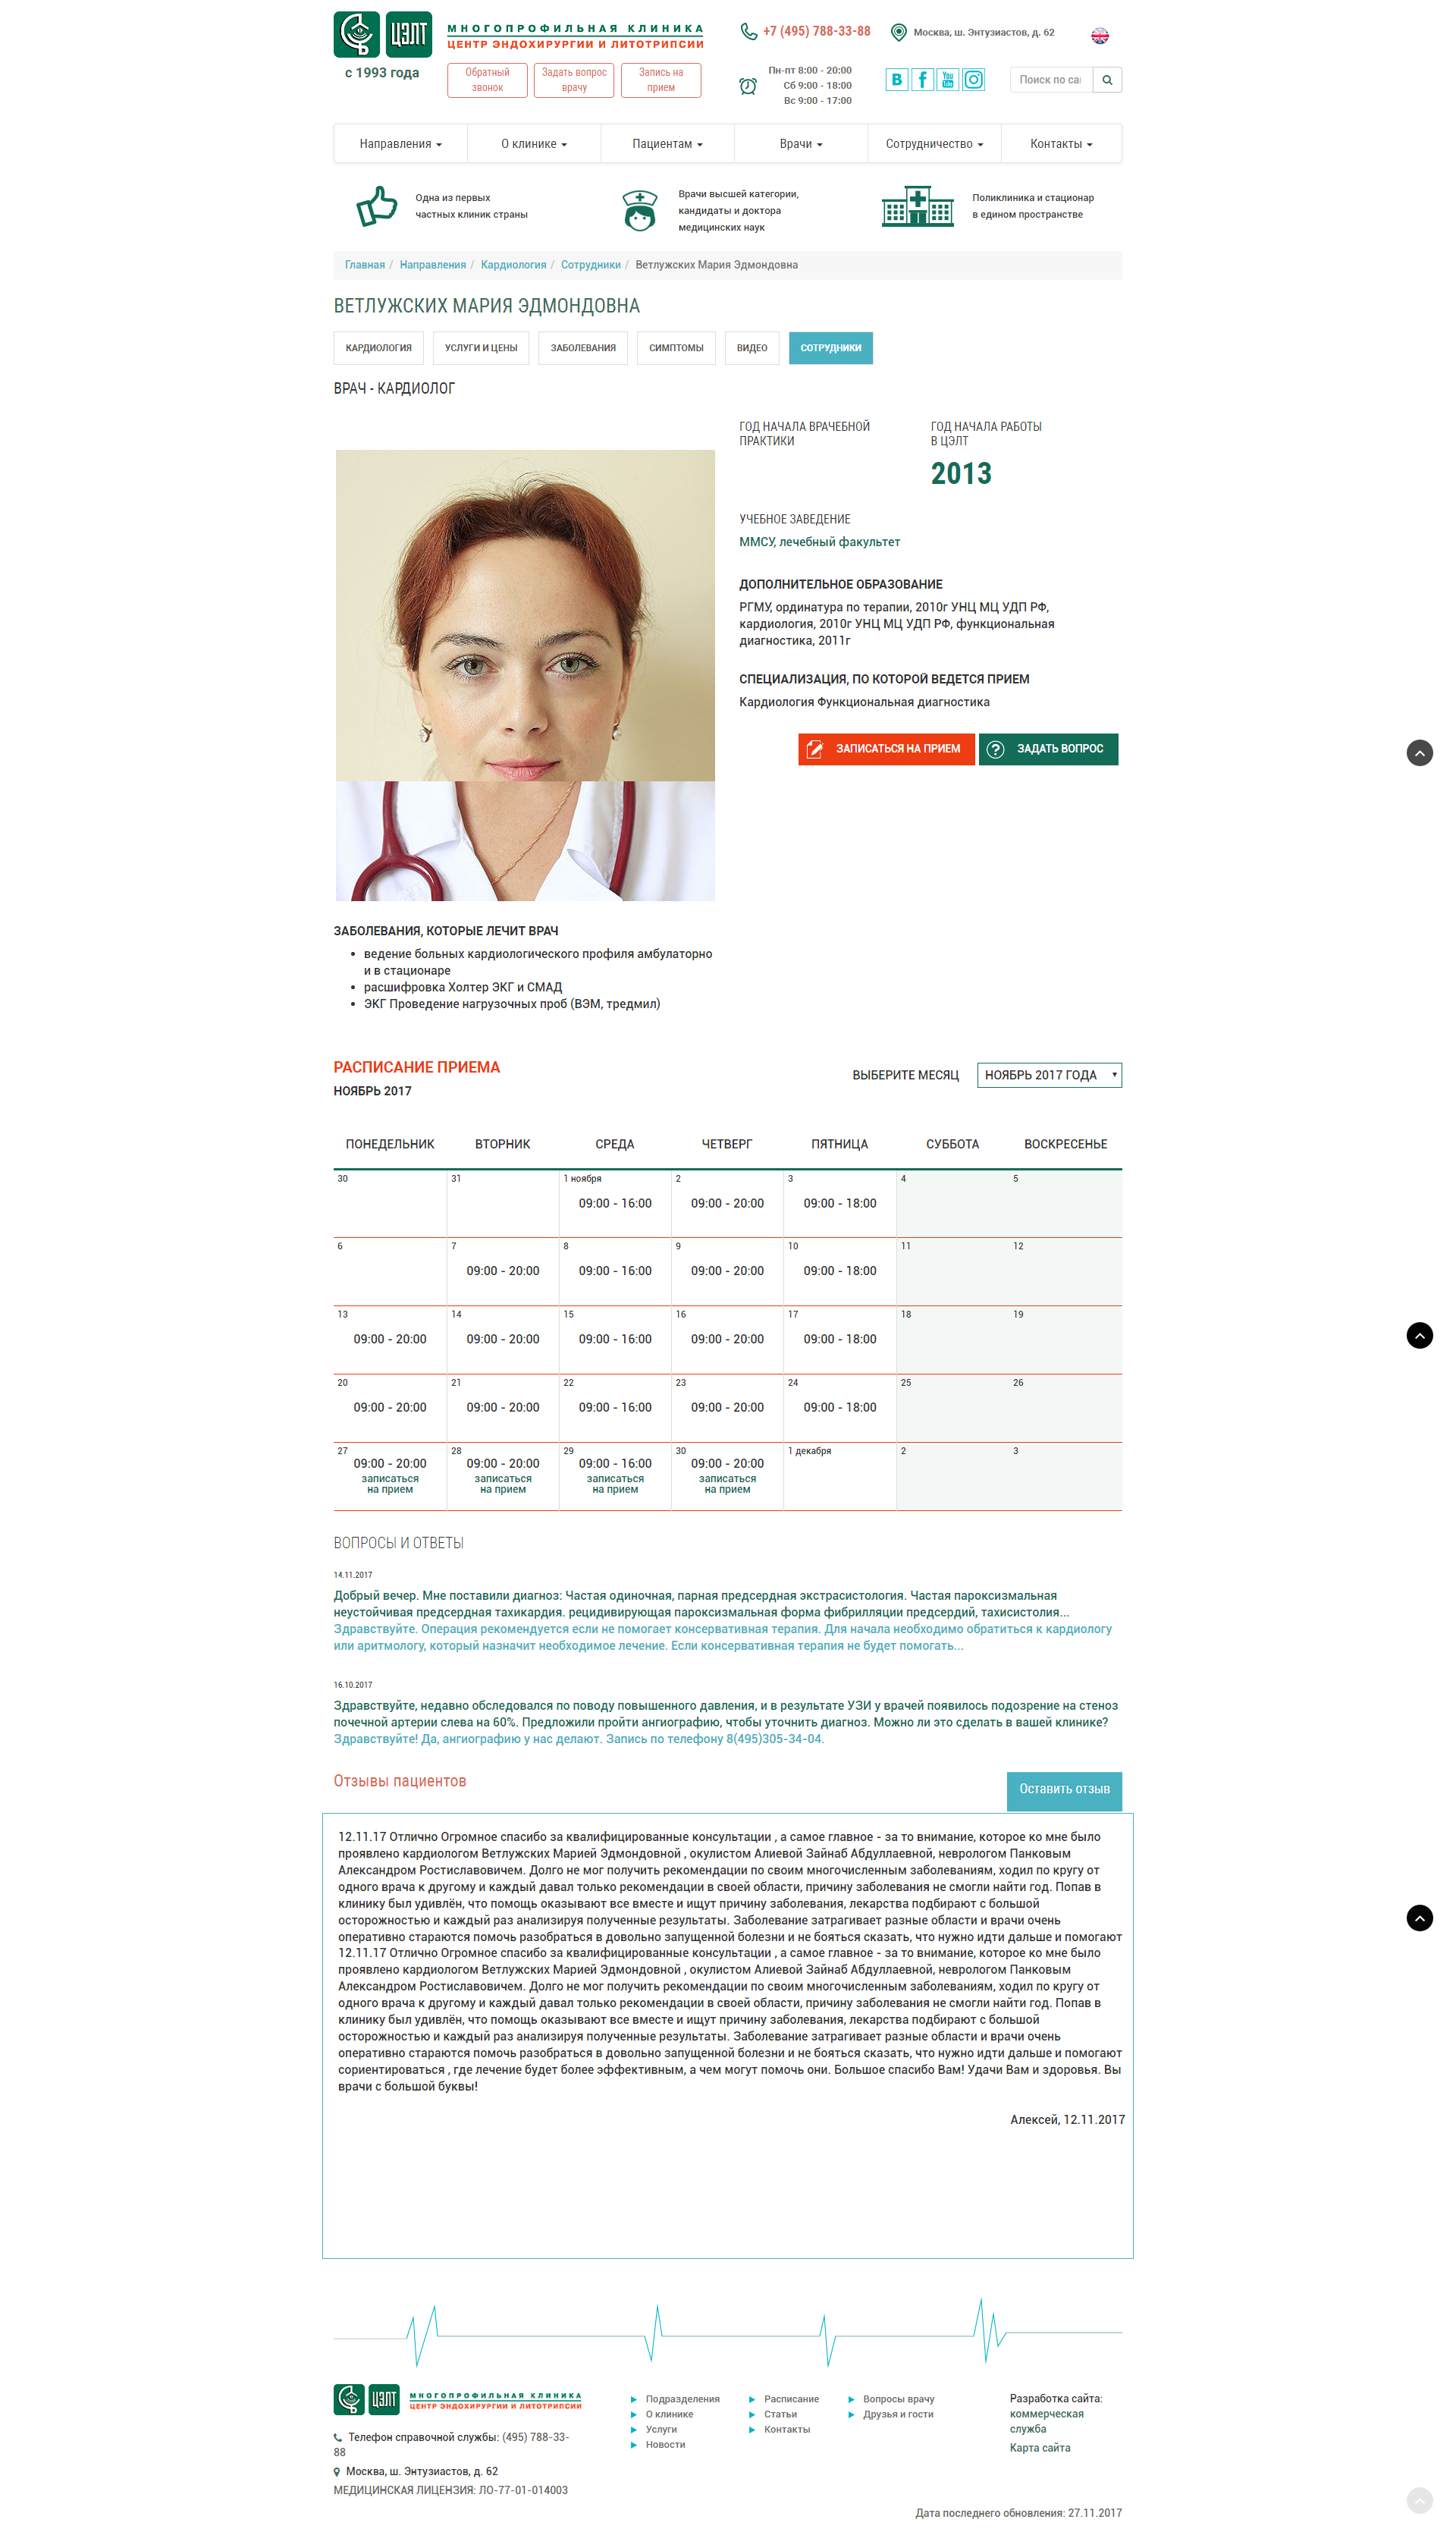 ЦЭЛТ
с 1993 года
МНОГОПРОФИЛЬНАЯ КЛИНИКА
ЦЕНТР ЭНДОХИРУРГИИ И ЛИТОТРИПСИИ
Обратный звонок
Задать вопрос врачу
Запись на прием
+7 (495) 788-33-88
Москва, ш. Энтузиастов, д. 62
Пн-пт 8:00 - 20:00
Сб 9:00 - 18:00
Вс 9:00 - 17:00
В
f
You Tube
Поиск по сай
Направления
О клинике
Пациентам
Врачи
Сотрудничество
Контакты
Одна из первых
частных клиник страны
Врачи высшей категории,
кандидаты и доктора
медицинских наук
Поликлиника и стационар
в едином пространстве
Главная / Направления / Кардиология / Сотрудники / Ветлужских Мария Эдмондовна
ВЕТЛУЖСКИХ МАРИЯ ЭДМОНДОВНА
КАРДИОЛОГИЯ
УСЛУГИ И ЦЕНЫ
ЗАБОЛЕВАНИЯ
СИМПТОМЫ
ВИДЕО
СОТРУДНИКИ
ВРАЧ - КАРДИОЛОГ
ГОД НАЧАЛА ВРАЧЕБНОЙ
ПРАКТИКИ
ГОД НАЧАЛА РАБОТЫ
В ЦЭЛТ
2013
УЧЕБНОЕ ЗАВЕДЕНИЕ
ММСУ, лечебный факультет
ДОПОЛНИТЕЛЬНОЕ ОБРАЗОВАНИЕ
РГМУ, ординатура по терапии, 2010г УНЦ МЦ УДП РФ,
кардиология, 2010г УНЦ МЦ УДП РФ, функциональная
диагностика, 2011г
СПЕЦИАЛИЗАЦИЯ, ПО КОТОРОЙ ВЕДЕТСЯ ПРИЕМ
Кардиология Функциональная диагностика
ЗАПИСАТЬСЯ НА ПРИЕМ
ЗАДАТЬ ВОПРОС
ЗАБОЛЕВАНИЯ, КОТОРЫЕ ЛЕЧИТ ВРАЧ
• ведение больных кардиологического профиля амбулаторно
и в стационаре
• расшифровка Холтер ЭКГ и СМАД
• ЭКГ Проведение нагрузочных проб (ВЭМ, тредмил)
РАСПИСАНИЕ ПРИЕМА
НОЯБРЬ 2017
ВЫБЕРИТЕ МЕСЯЦ
НОЯБРЬ 2017 ГОДА
ПОНЕДЕЛЬНИК ВТОРНИК СРЕДА ЧЕТВЕРГ ПЯТНИЦА СУББОТА ВОСКРЕСЕНЬЕ
30 31 1 ноября 2 3 4 5
09:00 - 16:00 09:00 - 20:00 09:00 - 18:00
6 7 8 9 10 11 12
09:00 - 20:00 09:00 - 16:00 09:00 - 20:00 09:00 - 18:00
13 14 15 16 17 18 19
09:00 - 20:00 09:00 - 20:00 09:00 - 16:00 09:00 - 20:00 09:00 - 18:00
20 21 22 23 24 25 26
09:00 - 20:00 09:00 - 20:00 09:00 - 16:00 09:00 - 20:00 09:00 - 18:00
27 28 29 30 1 декабря 2 3
09:00 - 20:00 09:00 - 20:00 09:00 - 16:00 09:00 - 20:00
записаться записаться записаться записаться
на прием на прием на прием на прием
ВОПРОСЫ И ОТВЕТЫ
14.11.2017
Добрый вечер. Мне поставили диагноз: Частая одиночная, парная предсердная экстрасистология. Частая пароксизмальная
неустойчивая предсердная тахикардия. рецидивирующая пароксизмальная форма фибрилляции предсердий, тахисистолия...
Здравствуйте. Операция рекомендуется если не помогает консервативная терапия. Для начала необходимо обратиться к кардиологу
или аритмологу, который назначит необходимое лечение. Если консервативная терапия не будет помогать...
16.10.2017
Здравствуйте, недавно обследовался по поводу повышенного давления, и в результате УЗИ у врачей появилось подозрение на стеноз
почечной артерии слева на 60%. Предложили пройти ангиографию, чтобы уточнить диагноз. Можно ли это сделать в вашей клинике?
Здравствуйте! Да, ангиографию у нас делают. Запись по телефону 8(495)305-34-04.
Отзывы пациентов
Оставить отзыв
12.11.17 Отлично Огромное спасибо за квалифицированные консультации , а самое главное - за то внимание, которое ко мне было
проявлено кардиологом Ветлужских Марией Эдмондовной , окулистом Алиевой Зайнаб Абдуллаевной, неврологом Панковым
Александром Ростиславовичем. Долго не мог получить рекомендации по своим многочисленным заболеваниям, ходил по кругу от
одного врача к другому и каждый давал только рекомендации в своей области, причину заболевания не смогли найти год. Попав в
клинику был удивлён, что помощь оказывают все вместе и ищут причину заболевания, лекарства подбирают с большой
осторожностью и каждый раз анализируя полученные результаты. Заболевание затрагивает разные области и врачи очень
оперативно стараются помочь разобраться в довольно запущенной болезни и не бояться сказать, что нужно идти дальше и помогают
12.11.17 Отлично Огромное спасибо за квалифицированные консультации , а самое главное - за то внимание, которое ко мне было
проявлено кардиологом Ветлужских Марией Эдмондовной , окулистом Алиевой Зайнаб Абдуллаевной, неврологом Панковым
Александром Ростиславовичем. Долго не мог получить рекомендации по своим многочисленным заболеваниям, ходил по кругу от
одного врача к другому и каждый давал только рекомендации в своей области, причину заболевания не смогли найти год. Попав в
клинику был удивлён, что помощь оказывают все вместе и ищут причину заболевания, лекарства подбирают с большой
осторожностью и каждый раз анализируя полученные результаты. Заболевание затрагивает разные области и врачи очень
оперативно стараются помочь разобраться в довольно запущенной болезни и не бояться сказать, что нужно идти дальше и помогают
сориентироваться , где лечение будет более эффективным, а чем могут помочь они. Большое спасибо Вам! Удачи Вам и здоровья. Вы
врачи с большой буквы!
Алексей, 12.11.2017
ЦЭЛТ
МНОГОПРОФИЛЬНАЯ КЛИНИКА
ЦЕНТР ЭНДОХИРУРГИИ И ЛИТОТРИПСИИ
Телефон справочной службы: (495) 788-33-
88
Москва, ш. Энтузиастов, д. 62
МЕДИЦИНСКАЯ ЛИЦЕНЗИЯ: ЛО-77-01-014003
Подразделения
О клинике
Услуги
Новости
Расписание
Статьи
Контакты
Вопросы врачу
Друзья и гости
Разработка сайта:
коммерческая
служба
Карта сайта
Дата последнего обновления: 27.11.2017